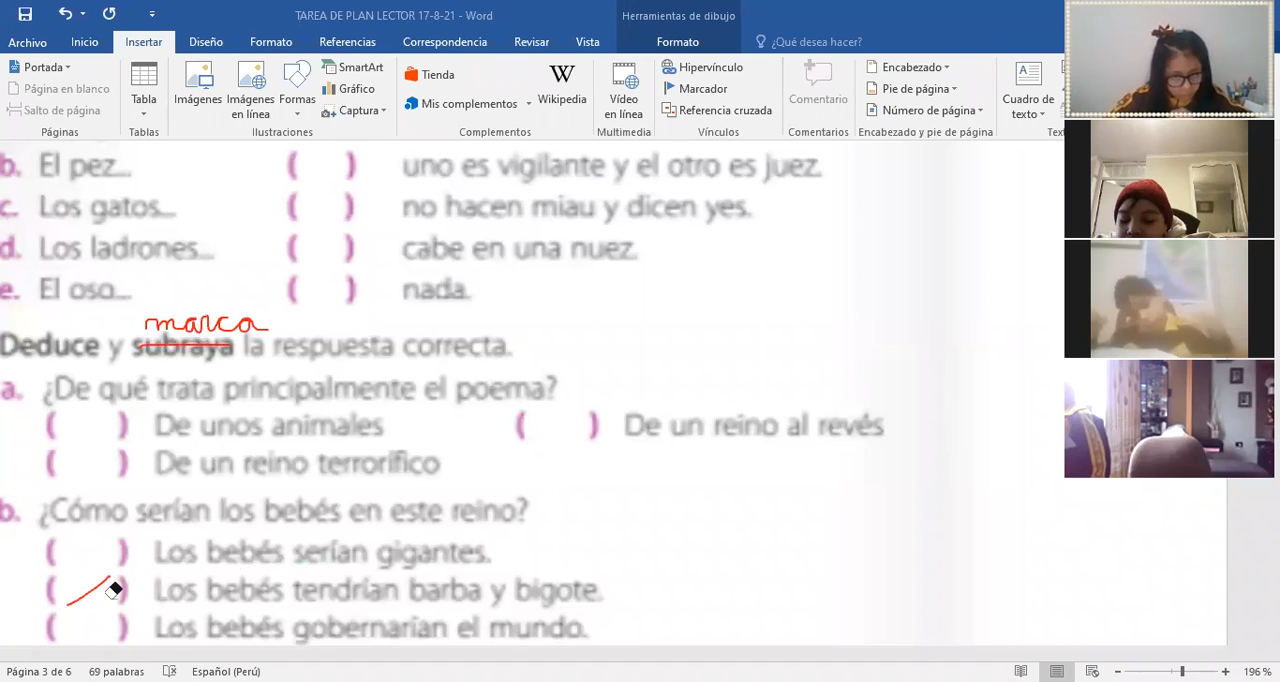 TAREA DE PLAN LECTOR 17-8-21 - Word
Herramientas de dibujo
Archivo Inicio Insertar Diseño Formato Referencias Correspondencia Revisar Vista Formato ¿Qué desea hacer?
Portada
Página en blanco
Salto de página
Páginas
Tabla
Tablas
Imágenes
Imágenes en línea
Formas
SmartArt
Gráfico
Captura
Ilustraciones
Tienda
Mis complementos
W
Wikipedia
Complementos
Vídeo en línea
Multimedia
Hipervínculo
Marcador
Referencia cruzada
Vínculos
Comentario
Comentarios
Encabezado
Pie de página
Número de página
Encabezado y pie de página
Cuadro de texto
b. El pez... ( ) uno es vigilante y el otro es juez.
c. Los gatos... ( ) no hacen miau y dicen yes.
d. Los ladrones... ( ) cabe en una nuez.
e. El oso... ( ) nada.
marca
Deduce y subraya la respuesta correcta.
a. ¿De qué trata principalmente el poema?
( ) De unos animales ( ) De un reino al revés
( ) De un reino terrorífico
b. ¿Cómo serían los bebés en este reino?
( ) Los bebés serían gigantes.
( ) Los bebés tendrían barba y bigote.
( ) Los bebés gobernarían el mundo.
Página 3 de 6 69 palabras Español (Perú) 196 %